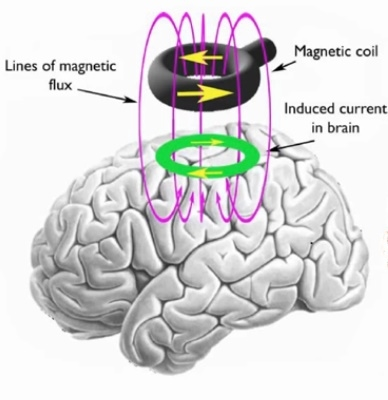 Magnetic coil
Lines of magnetic
flux
Induced current
in brain